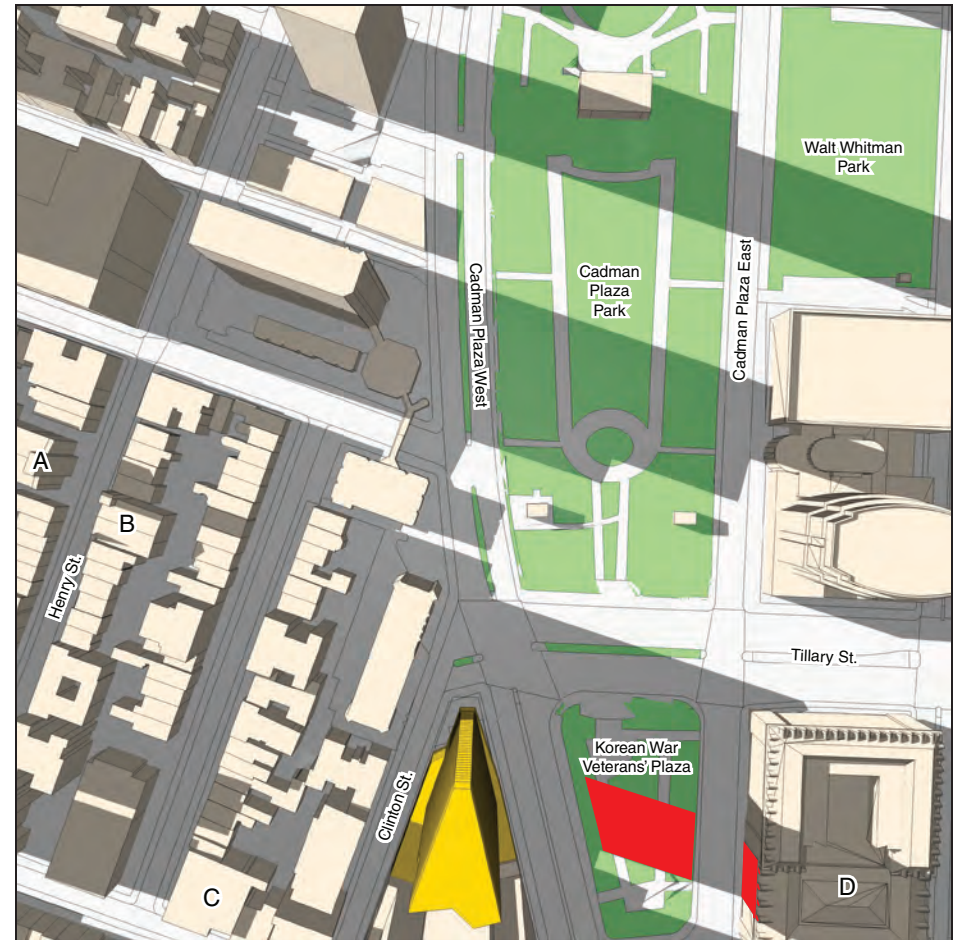 Walt Whitman
Park
Cadman
Plaza
Park
Cadman Plaza West
Cadman Plaza East
A
B
Henry St.
Tillary St.
Korean War
Veterans' Plaza
Clinton St.
C
D